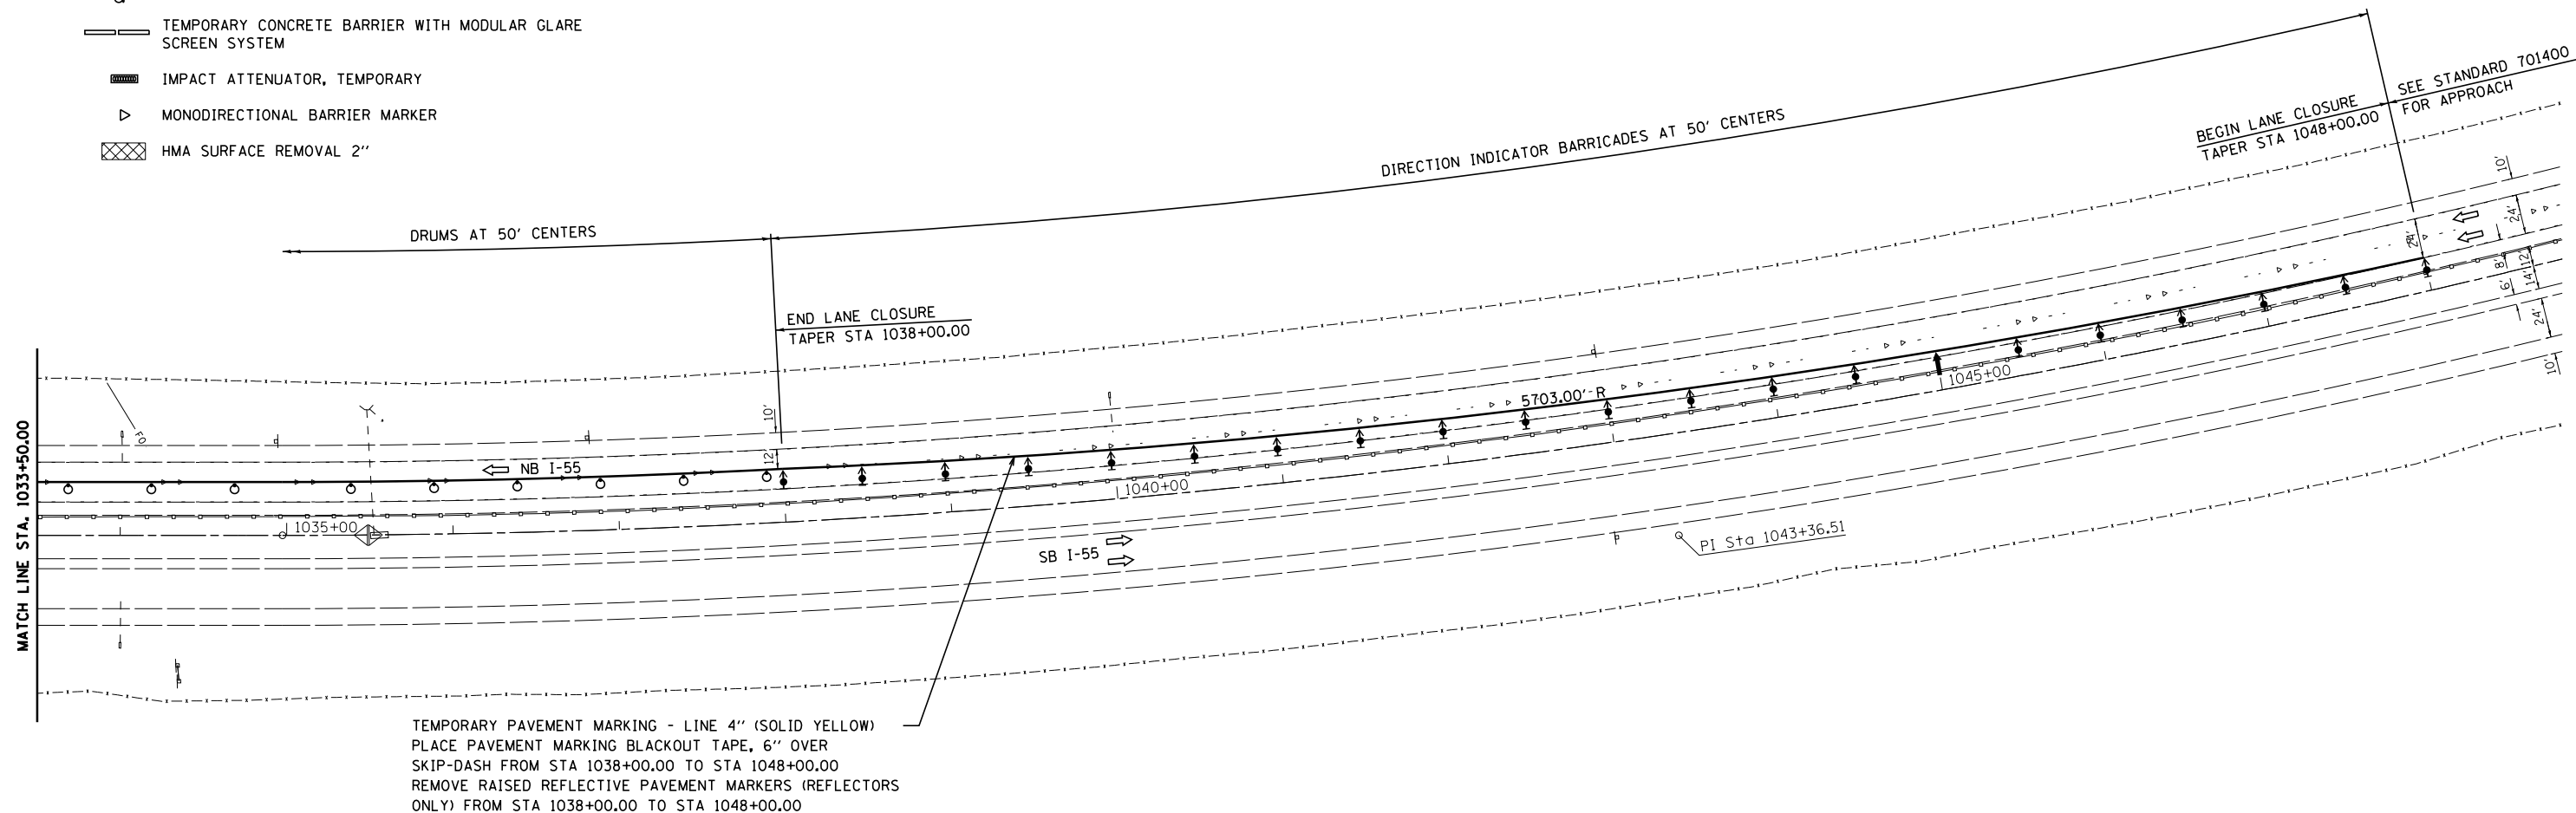 TEMPORARY CONCRETE BARRIER WITH MODULAR GLARE
SCREEN SYSTEM
IMPACT ATTENUATOR, TEMPORARY
MONODIRECTIONAL BARRIER MARKER
HMA SURFACE REMOVAL 2"
DRUMS AT 50' CENTERS
DIRECTION INDICATOR BARRICADES AT 50' CENTERS
BEGIN LANE CLOSURE
TAPER STA 1048+00.00
SEE STANDARD 701400
FOR APPROACH
END LANE CLOSURE
TAPER STA 1038+00.00
10'
24'
24'
8'
12'
6'
14'
24'
10'
10'
12'
MATCH LINE STA. 1033+50.00
FO
NB I-55
5703.00' R
1045+00
1040+00
1035+00
SB I-55
PI Sta 1043+36.51
TEMPORARY PAVEMENT MARKING - LINE 4" (SOLID YELLOW)
PLACE PAVEMENT MARKING BLACKOUT TAPE, 6" OVER
SKIP-DASH FROM STA 1038+00.00 TO STA 1048+00.00
REMOVE RAISED REFLECTIVE PAVEMENT MARKERS (REFLECTORS
ONLY) FROM STA 1038+00.00 TO STA 1048+00.00